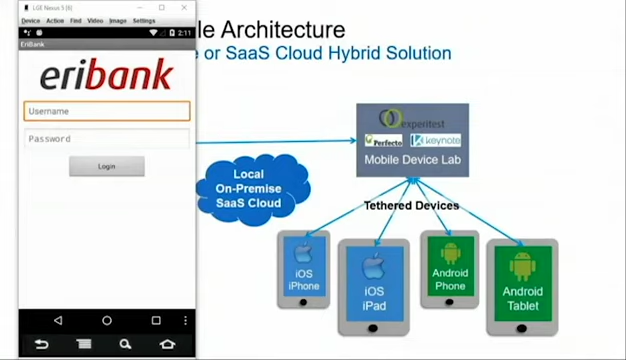 LGE Nexus 5 [6]
Device Action Find Video Image Settings
2:11
EriBank
eribank
Username
Password
Login
le Architecture
e or SaaS Cloud Hybrid Solution
experitest
Perfecto
keynote
Mobile Device Lab
Local
On-Premise
SaaS Cloud
Tethered Devices
iOS
iPhone
iOS
iPad
Android
Phone
Android
Tablet